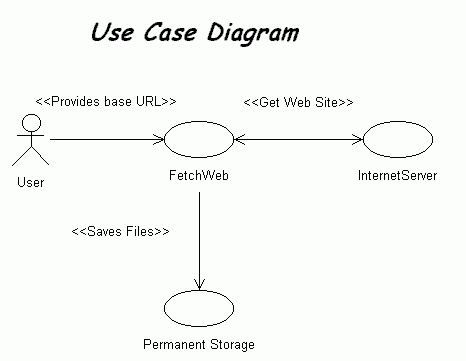 Use Case Diagram
<<Provides base URL>>
<<Get Web Site>>
User
FetchWeb
InternetServer
<<Saves Files>>
Permanent Storage